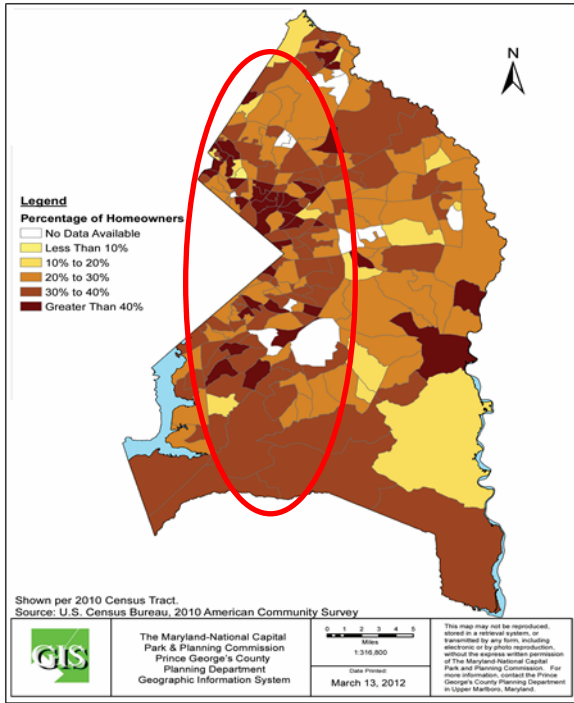 N
Legend
Percentage of Homeowners
No Data Available
Less Than 10%
10% to 20%
20% to 30%
30% to 40%
Greater Than 40%
Shown per 2010 Census Tract.
Source: U.S. Census Bureau, 2010 American Community Survey
GIS
The Maryland-National Capital
Park & Planning Commission
Prince George's County
Planning Department
Geographic Information System
0 1 2 3 4 5
Miles
1:316,800
Date Printed:
March 13, 2012
This map may not be reproduced,
stored in a retrieval system, or
transmitted by any form, including
electronic or by photo reproduction,
without the express written permission
of The Maryland-National Capital
Park and Planning Commission. For
more information, contact the Prince
George's County Planning Department
in Upper Marlboro, Maryland.